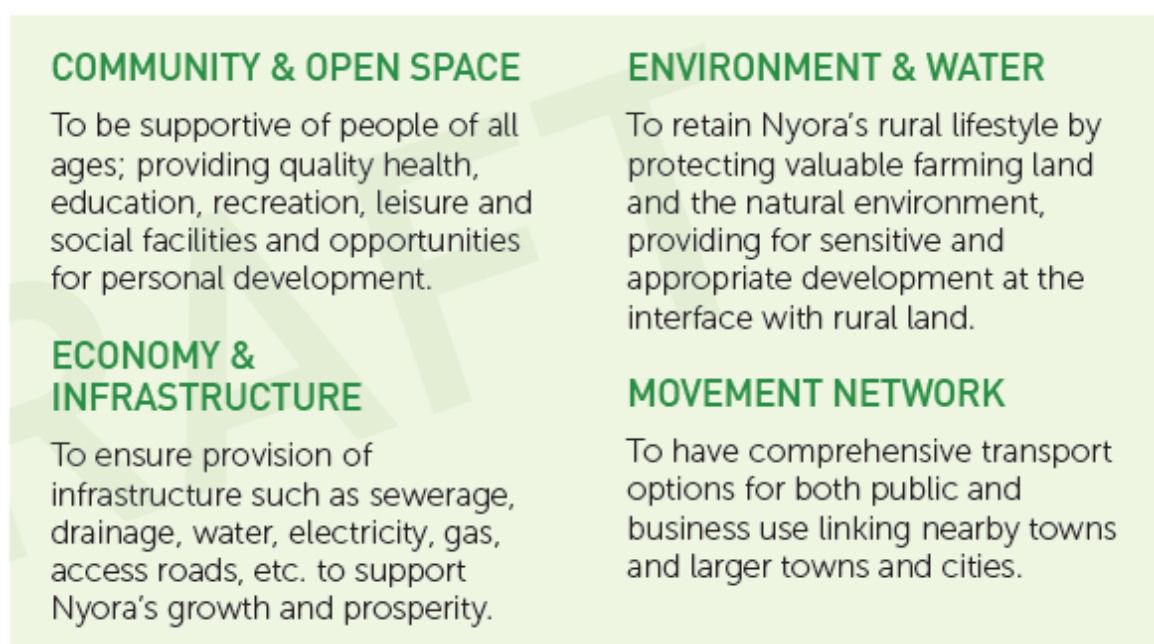 COMMUNITY & OPEN SPACE
To be supportive of people of all
ages; providing quality health,
education, recreation, leisure and
social facilities and opportunities
for personal development.
ECONOMY &
INFRASTRUCTURE
To ensure provision of
infrastructure such as sewerage,
drainage, water, electricity, gas,
access roads, etc. to support
Nyora’s growth and prosperity.
ENVIRONMENT & WATER
To retain Nyora’s rural lifestyle by
protecting valuable farming land
and the natural environment,
providing for sensitive and
appropriate development at the
interface with rural land.
MOVEMENT NETWORK
To have comprehensive transport
options for both public and
business use linking nearby towns
and larger towns and cities.
RAFT